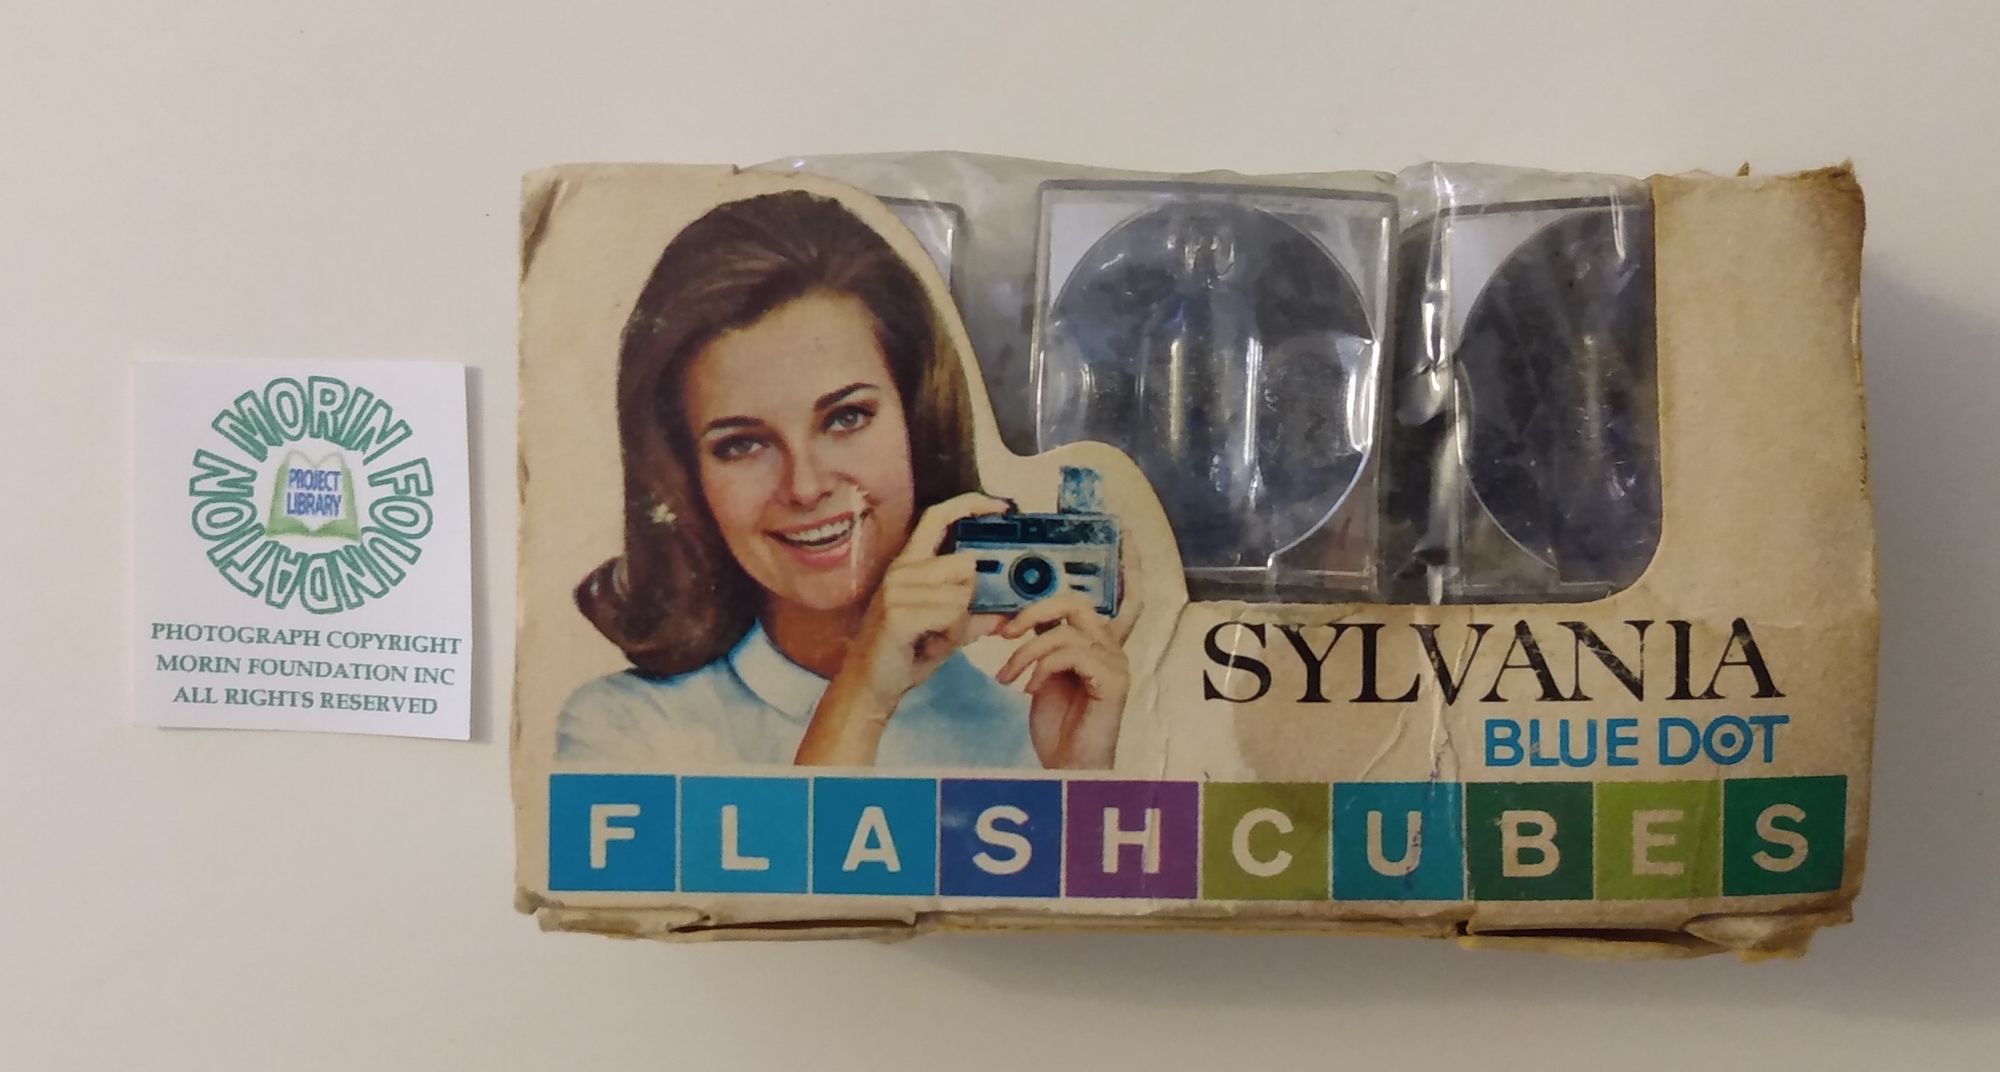 MORIN FOUNDATION
PROJECT
LIBRARY
PHOTOGRAPH COPYRIGHT
MORIN FOUNDATION INC
ALL RIGHTS RESERVED
SYLVANIA
BLUE DOT
FLASHCUBES